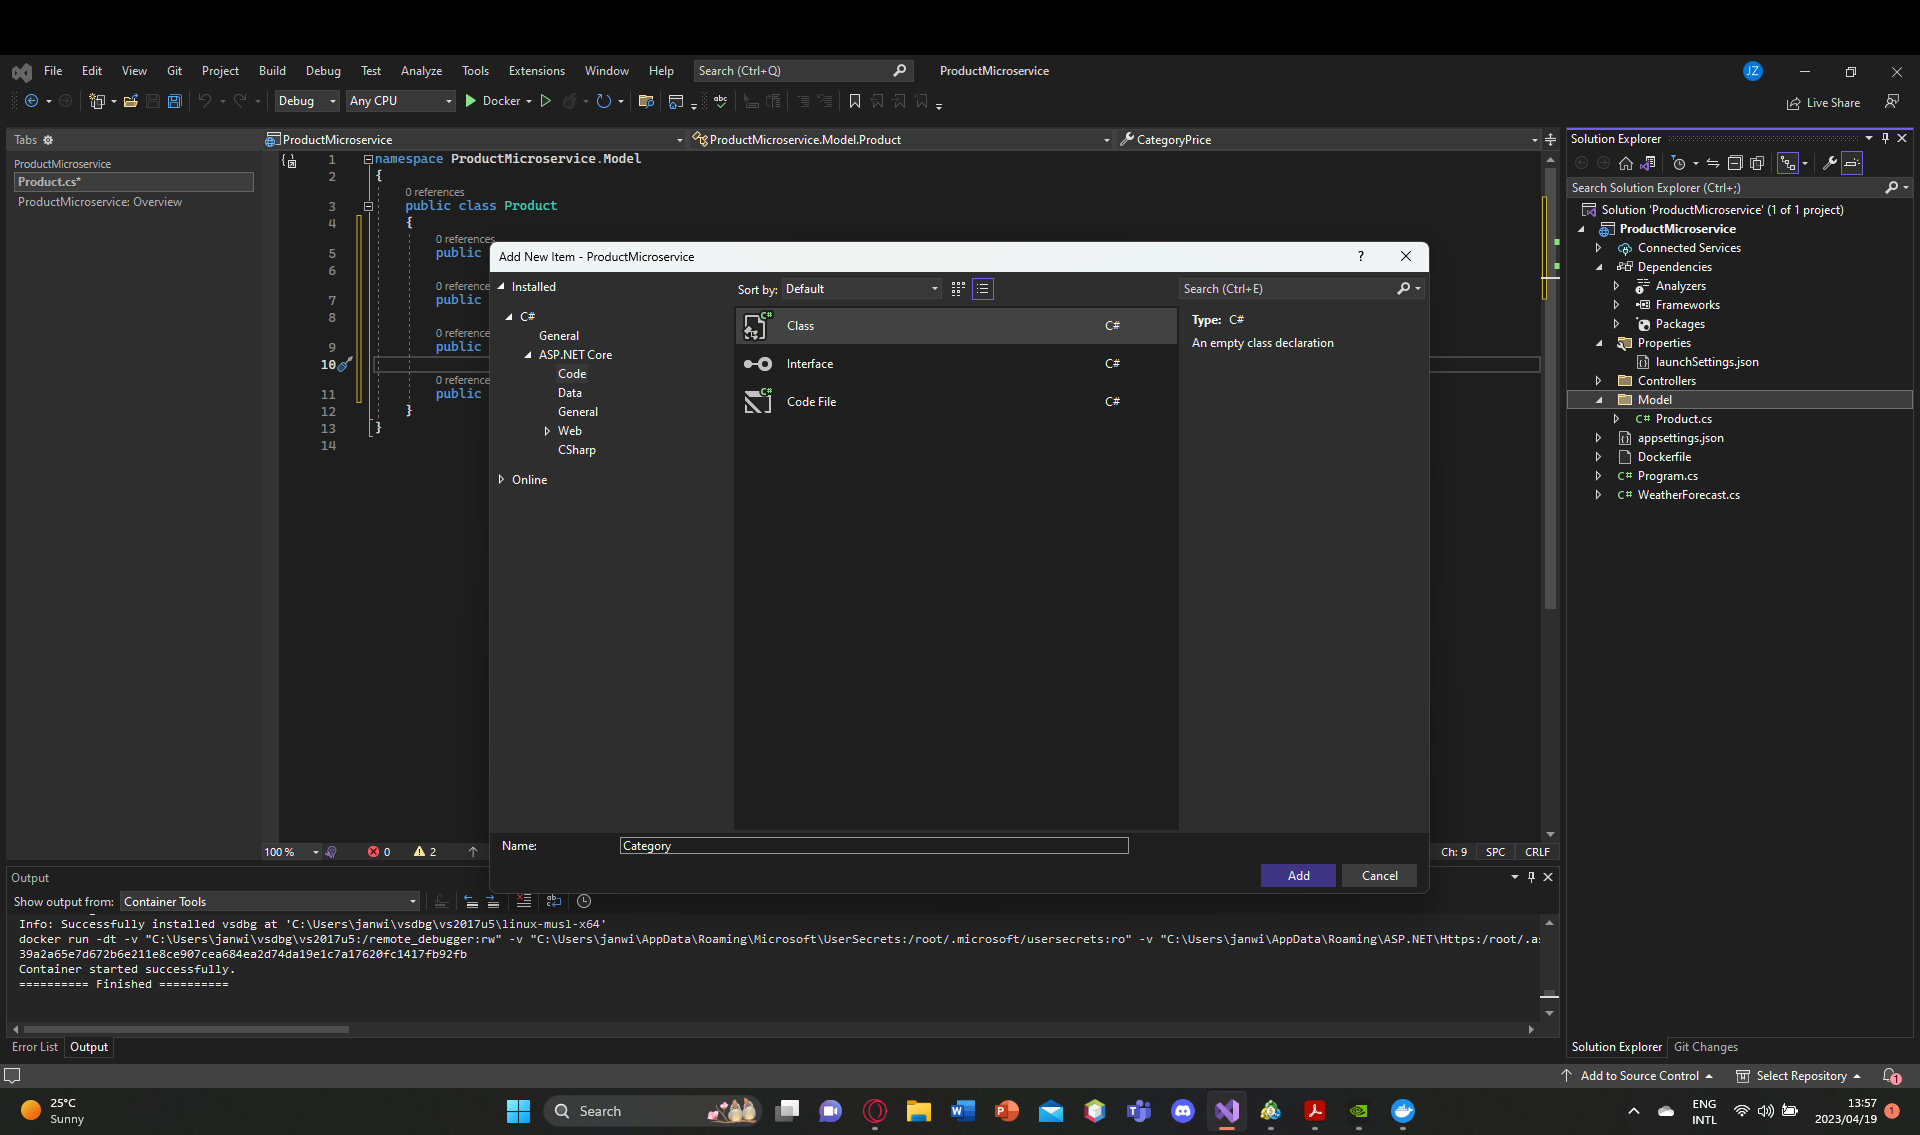 File Edit View Git Project Build Debug Test Analyze Tools Extensions Window Help Search (Ctrl+Q) ProductMicroservice JZ
Debug Any CPU Docker Live Share
Tabs
ProductMicroservice
Product.cs*
ProductMicroservice: Overview
ProductMicroservice ProductMicroservice.Model.Product CategoryPrice
1 namespace ProductMicroservice.Model
2 {
0 references
3 public class Product
4 {
0 references
5 public
6
0 reference
7 public
8
0 reference
9 public
10
0 reference
11 public
12 }
13 }
14
Add New Item - ProductMicroservice ?
Installed
C#
General
ASP.NET Core
Code
Data
General
Web
CSharp
Online
Sort by: Default
Class C#
Interface C#
Code File C#
Search (Ctrl+E)
Type: C#
An empty class declaration
Name: Category
Add Cancel
100 % 0 2 Ch: 9 SPC CRLF
Output
Show output from: Container Tools
Info: Successfully installed vsdbg at 'C:\Users\janwi\vsdbg\vs2017u5\linux-musl-x64'
docker run -dt -v "C:\Users\janwi\vsdbg\vs2017u5:/remote_debugger:rw" -v "C:\Users\janwi\AppData\Roaming\Microsoft\UserSecrets:/root/.microsoft/usersecrets:ro" -v "C:\Users\janwi\AppData\Roaming\ASP.NET\Https:/root/.as
39a2a65e7d672b6e211e8ce907cea684ea2d74da19e1c7a17620fc1417fb92fb
Container started successfully.
========== Finished ==========
Error List Output
Solution Explorer
Search Solution Explorer (Ctrl+;)
Solution 'ProductMicroservice' (1 of 1 project)
ProductMicroservice
Connected Services
Dependencies
Analyzers
Frameworks
Packages
Properties
launchSettings.json
Controllers
Model
C# Product.cs
appsettings.json
Dockerfile
C# Program.cs
C# WeatherForecast.cs
Solution Explorer Git Changes
Add to Source Control Select Repository 1
25°C
Sunny
Search
ENG
INTL
13:57
2023/04/19
1